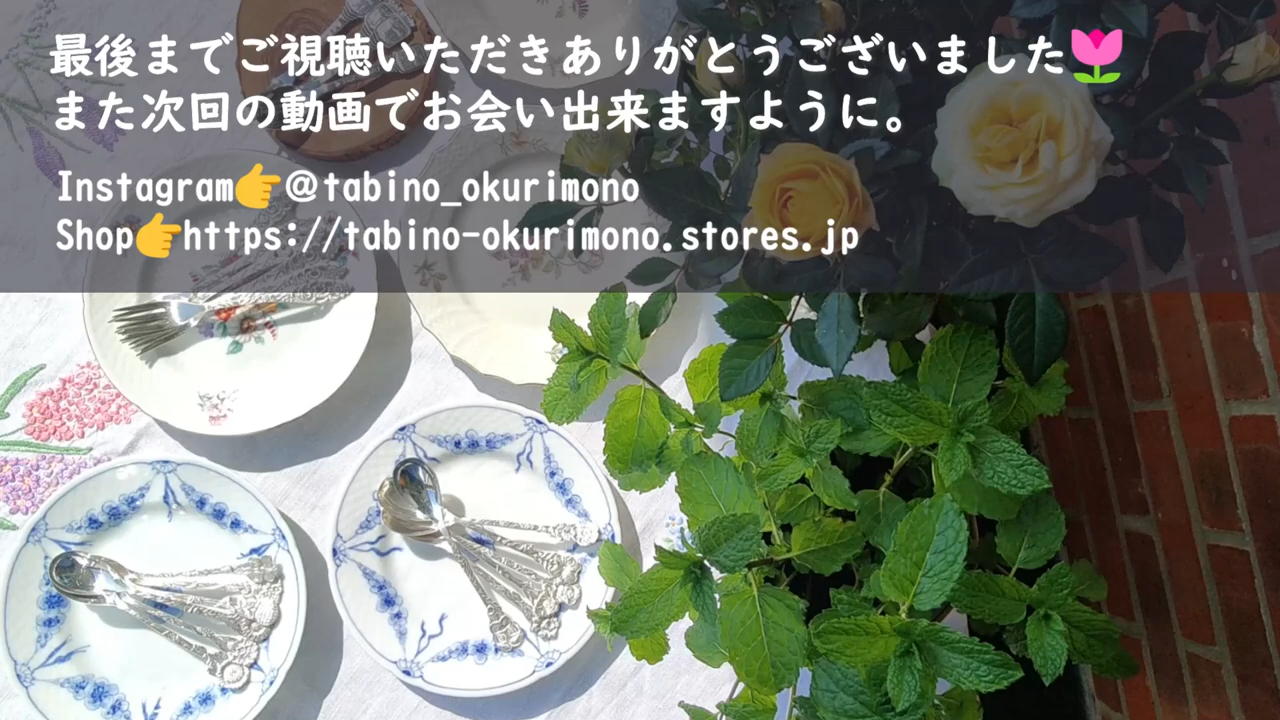 最後までご視聴いただきありがとうございました🌷
また次回の動画でお会い出来ますように。
Instagram👉@tabino_okurimono
Shop👉https://tabino-okurimono.stores.jp